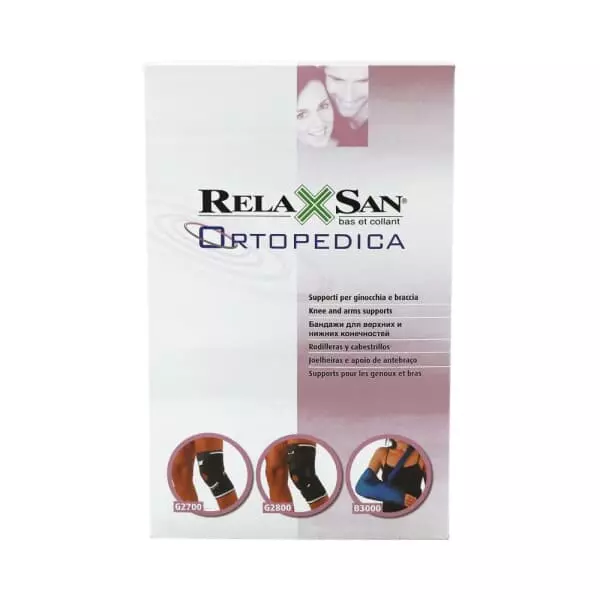 RELAXSAN®
bas et collant
ORTOPEDICA
Supporti per ginocchia e braccia
Knee and arms supports
Бандажи для верхних и
нижних конечностей
Rodilleras y cabestrillos
Joelheiras e apoio de antebraço
Supports pour les genoux et bras
G2700
G2800
B3000